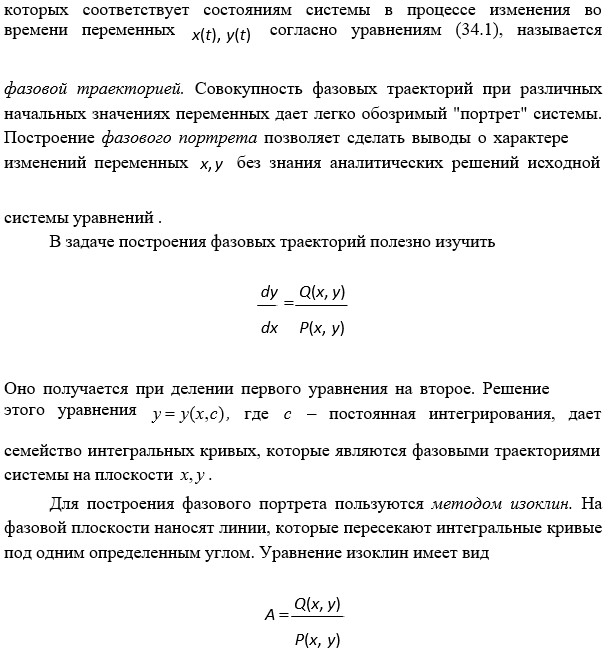 которых соответствует состояниям системы в процессе изменения во
времени переменных x(t), y(t) согласно уравнениям (34.1), называется
фазовой траекторией. Совокупность фазовых траекторий при различных
начальных значениях переменных дает легко обозримый "портрет" системы.
Построение фазового портрета позволяет сделать выводы о характере
изменений переменных x, y без знания аналитических решений исходной
системы уравнений .
В задаче построения фазовых траекторий полезно изучить
dy/dx = Q(x, y)/P(x, y)
Оно получается при делении первого уравнения на второе. Решение
этого уравнения y = y(x,c), где c – постоянная интегрирования, дает
семейство интегральных кривых, которые являются фазовыми траекториями
системы на плоскости x, y .
Для построения фазового портрета пользуются методом изоклин. На
фазовой плоскости наносят линии, которые пересекают интегральные кривые
под одним определенным углом. Уравнение изоклин имеет вид
A = Q(x, y)/P(x, y)